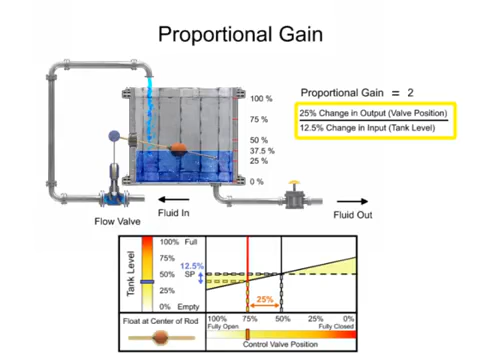 Proportional Gain
Proportional Gain = 2
25% Change in Output (Valve Position)
12.5% Change in Input (Tank Level)
100 %
75 %
50 %
37.5 %
25 %
0 %
Flow Valve
Fluid In
Fluid Out
Tank Level
100% Full
75%
12.5%
50% SP
25%
0% Empty
25%
Float at Center of Rod
100% 75% 50% 25% 0%
Fully Open Fully Closed
Control Valve Position